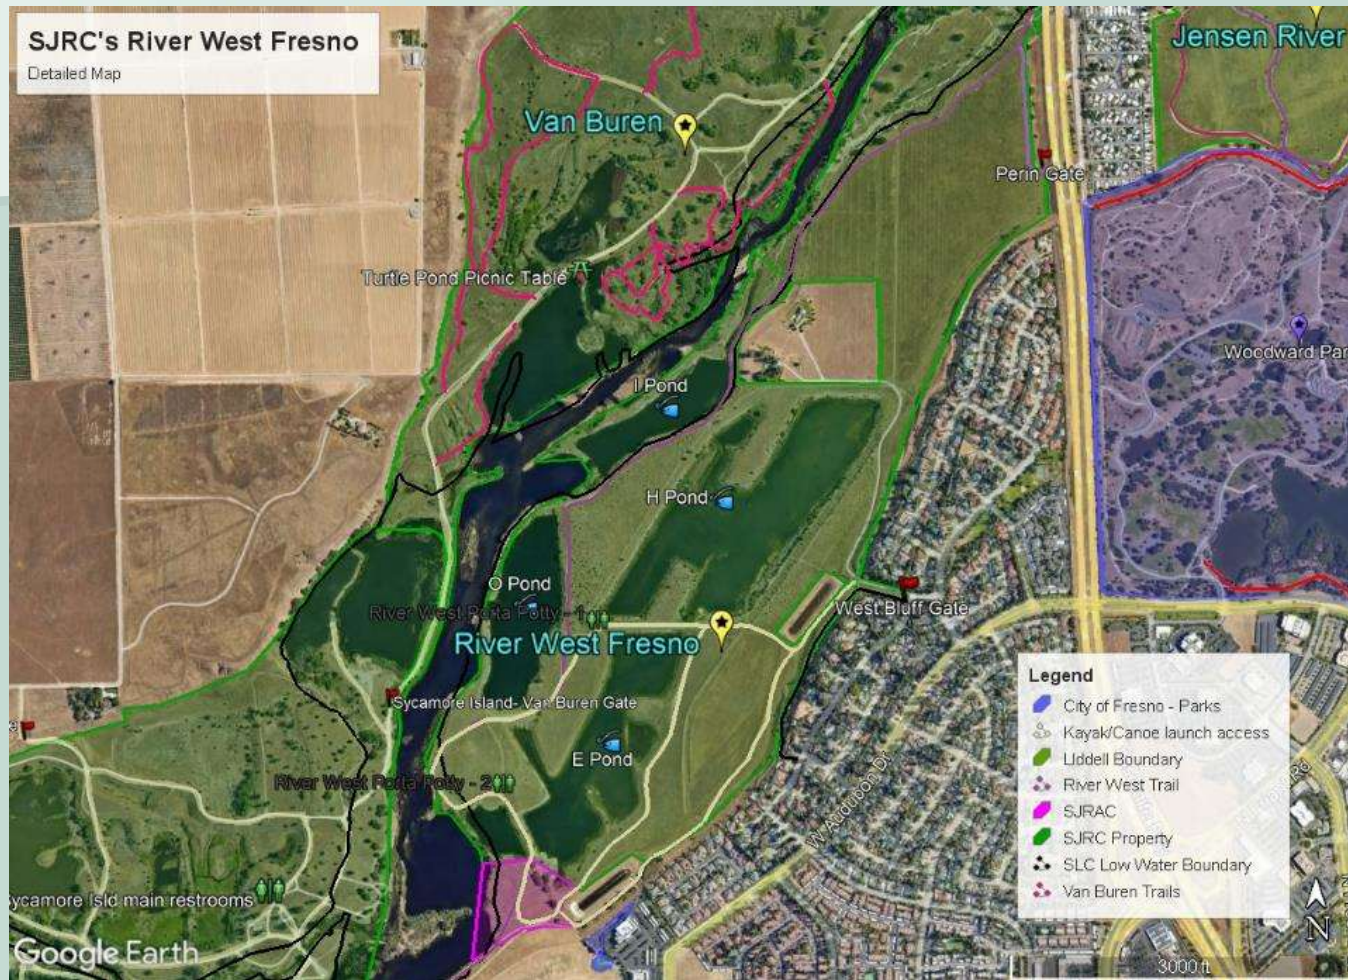 SJRC's River West Fresno
Detailed Map
Jensen River
Van Buren
Perin Gate
Turtle Pond Picnic Table
Woodward Par
I Pond
H Pond
O Pond
River West Porta Potty - 1
West Bluff Gate
River West Fresno
Sycamore Island- Van Buren Gate
E Pond
River West Porta Potty - 2
W Audubon Dr
Sycamore Isld main restrooms
Legend
City of Fresno - Parks
Kayak/Canoe launch access
Liddell Boundary
River West Trail
SJRAC
SJRC Property
SLC Low Water Boundary
Van Buren Trails
N
Google Earth
3000 ft